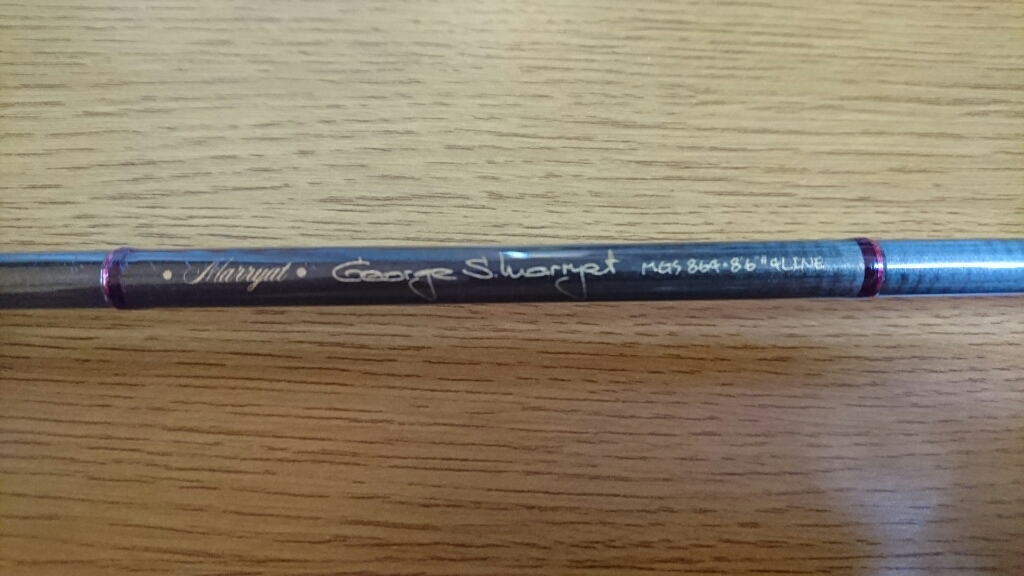 • Marryat • George S. Marryat MGS 864 • 8'6" 4LINE